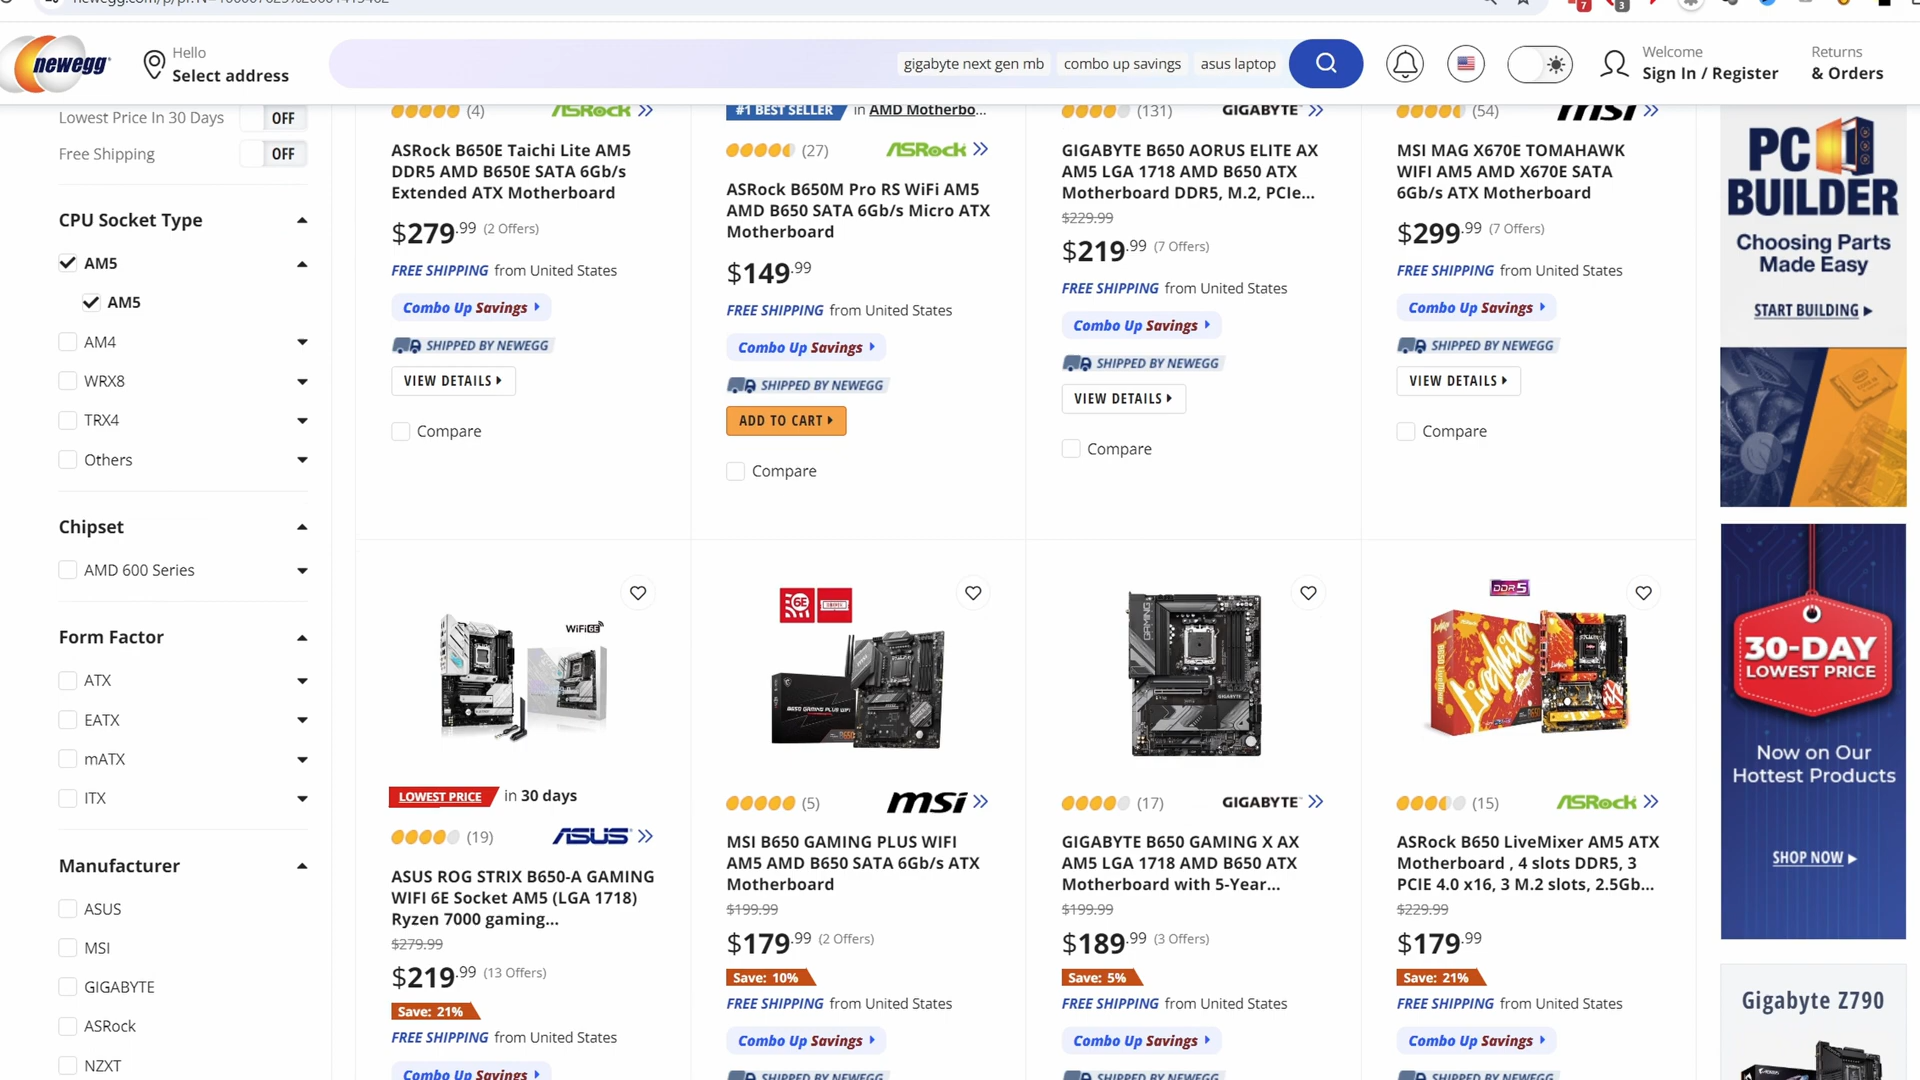 7
3
newegg
Hello
Select address
gigabyte next gen mb
combo up savings
asus laptop
Welcome
Sign In / Register
Returns
& Orders
Lowest Price In 30 Days
OFF
Free Shipping
OFF
CPU Socket Type
AM5
AM5
AM4
WRX8
TRX4
Others
Chipset
AMD 600 Series
Form Factor
ATX
EATX
mATX
ITX
Manufacturer
ASUS
MSI
GIGABYTE
ASRock
NZXT
(4)
ASRock
ASRock B650E Taichi Lite AM5
DDR5 AMD B650E SATA 6Gb/s
Extended ATX Motherboard
$279.99 (2 Offers)
FREE SHIPPING from United States
Combo Up Savings
SHIPPED BY NEWEGG
VIEW DETAILS
Compare
#1 BEST SELLER in AMD Motherbo...
(27)
ASRock
ASRock B650M Pro RS WiFi AM5
AMD B650 SATA 6Gb/s Micro ATX
Motherboard
$149.99
FREE SHIPPING from United States
Combo Up Savings
SHIPPED BY NEWEGG
ADD TO CART
Compare
(131)
GIGABYTE
GIGABYTE B650 AORUS ELITE AX
AM5 LGA 1718 AMD B650 ATX
Motherboard DDR5, M.2, PCIe...
$229.99
$219.99 (7 Offers)
FREE SHIPPING from United States
Combo Up Savings
SHIPPED BY NEWEGG
VIEW DETAILS
Compare
(54)
msi
MSI MAG X670E TOMAHAWK
WIFI AM5 AMD X670E SATA
6Gb/s ATX Motherboard
$299.99 (7 Offers)
FREE SHIPPING from United States
Combo Up Savings
SHIPPED BY NEWEGG
VIEW DETAILS
Compare
WiFi 6E
LOWEST PRICE in 30 days
(19)
ASUS
ASUS ROG STRIX B650-A GAMING
WIFI 6E Socket AM5 (LGA 1718)
Ryzen 7000 gaming...
$279.99
$219.99 (13 Offers)
Save: 21%
FREE SHIPPING from United States
Combo Up Savings
6E
B650 GAMING PLUS WIFI
(5)
msi
MSI B650 GAMING PLUS WIFI
AM5 AMD B650 SATA 6Gb/s ATX
Motherboard
$199.99
$179.99 (2 Offers)
Save: 10%
FREE SHIPPING from United States
Combo Up Savings
SHIPPED BY NEWEGG
GAMING
GIGABYTE
(17)
GIGABYTE
GIGABYTE B650 GAMING X AX
AM5 LGA 1718 AMD B650 ATX
Motherboard with 5-Year...
$199.99
$189.99 (3 Offers)
Save: 5%
FREE SHIPPING from United States
Combo Up Savings
SHIPPED BY NEWEGG
DDR5
LiveMixer
(15)
ASRock
ASRock B650 LiveMixer AM5 ATX
Motherboard , 4 slots DDR5, 3
PCIE 4.0 x16, 3 M.2 slots, 2.5Gb...
$229.99
$179.99
Save: 21%
FREE SHIPPING from United States
Combo Up Savings
SHIPPED BY NEWEGG
PC
BUILDER
Choosing Parts
Made Easy
START BUILDING
30-DAY
LOWEST PRICE
Now on Our
Hottest Products
SHOP NOW
Gigabyte Z790